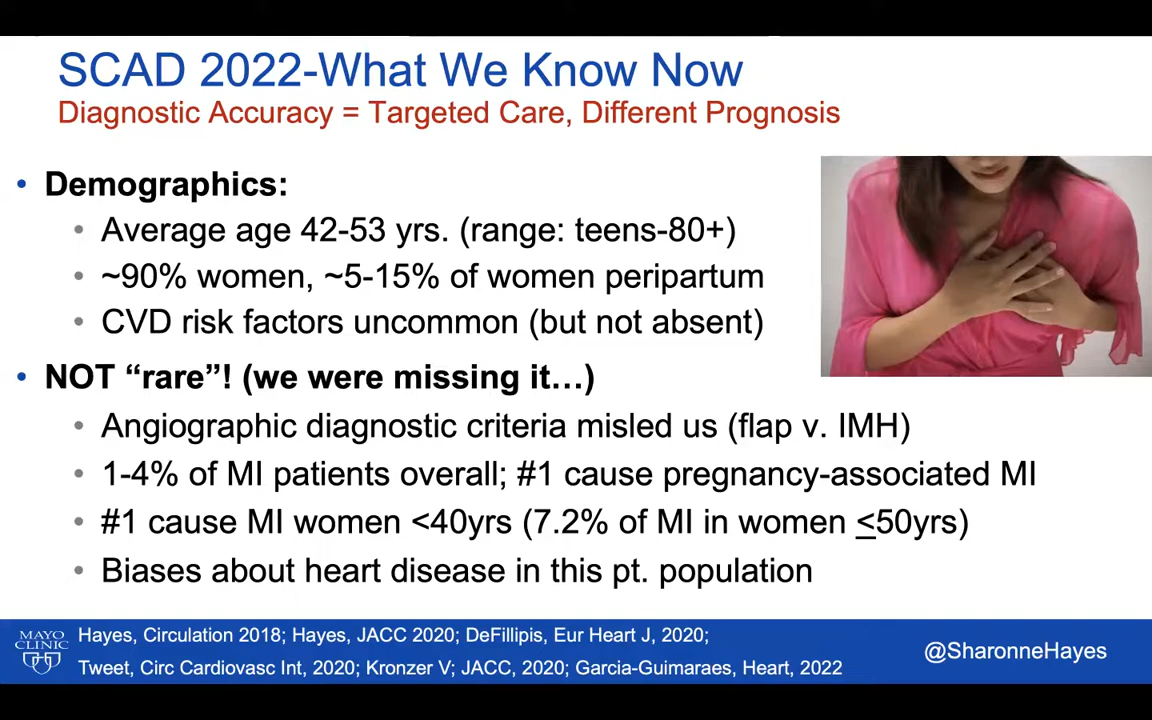 SCAD 2022-What We Know Now
Diagnostic Accuracy = Targeted Care, Different Prognosis
• Demographics:
• Average age 42-53 yrs. (range: teens-80+)
• ~90% women, ~5-15% of women peripartum
• CVD risk factors uncommon (but not absent)
• NOT “rare”! (we were missing it…)
• Angiographic diagnostic criteria misled us (flap v. IMH)
• 1-4% of MI patients overall; #1 cause pregnancy-associated MI
• #1 cause MI women <40yrs (7.2% of MI in women <50yrs)
• Biases about heart disease in this pt. population
MAYO
CLINIC
Hayes, Circulation 2018; Hayes, JACC 2020; DeFillipis, Eur Heart J, 2020;
Tweet, Circ Cardiovasc Int, 2020; Kronzer V; JACC, 2020; Garcia-Guimaraes, Heart, 2022
@SharonneHayes